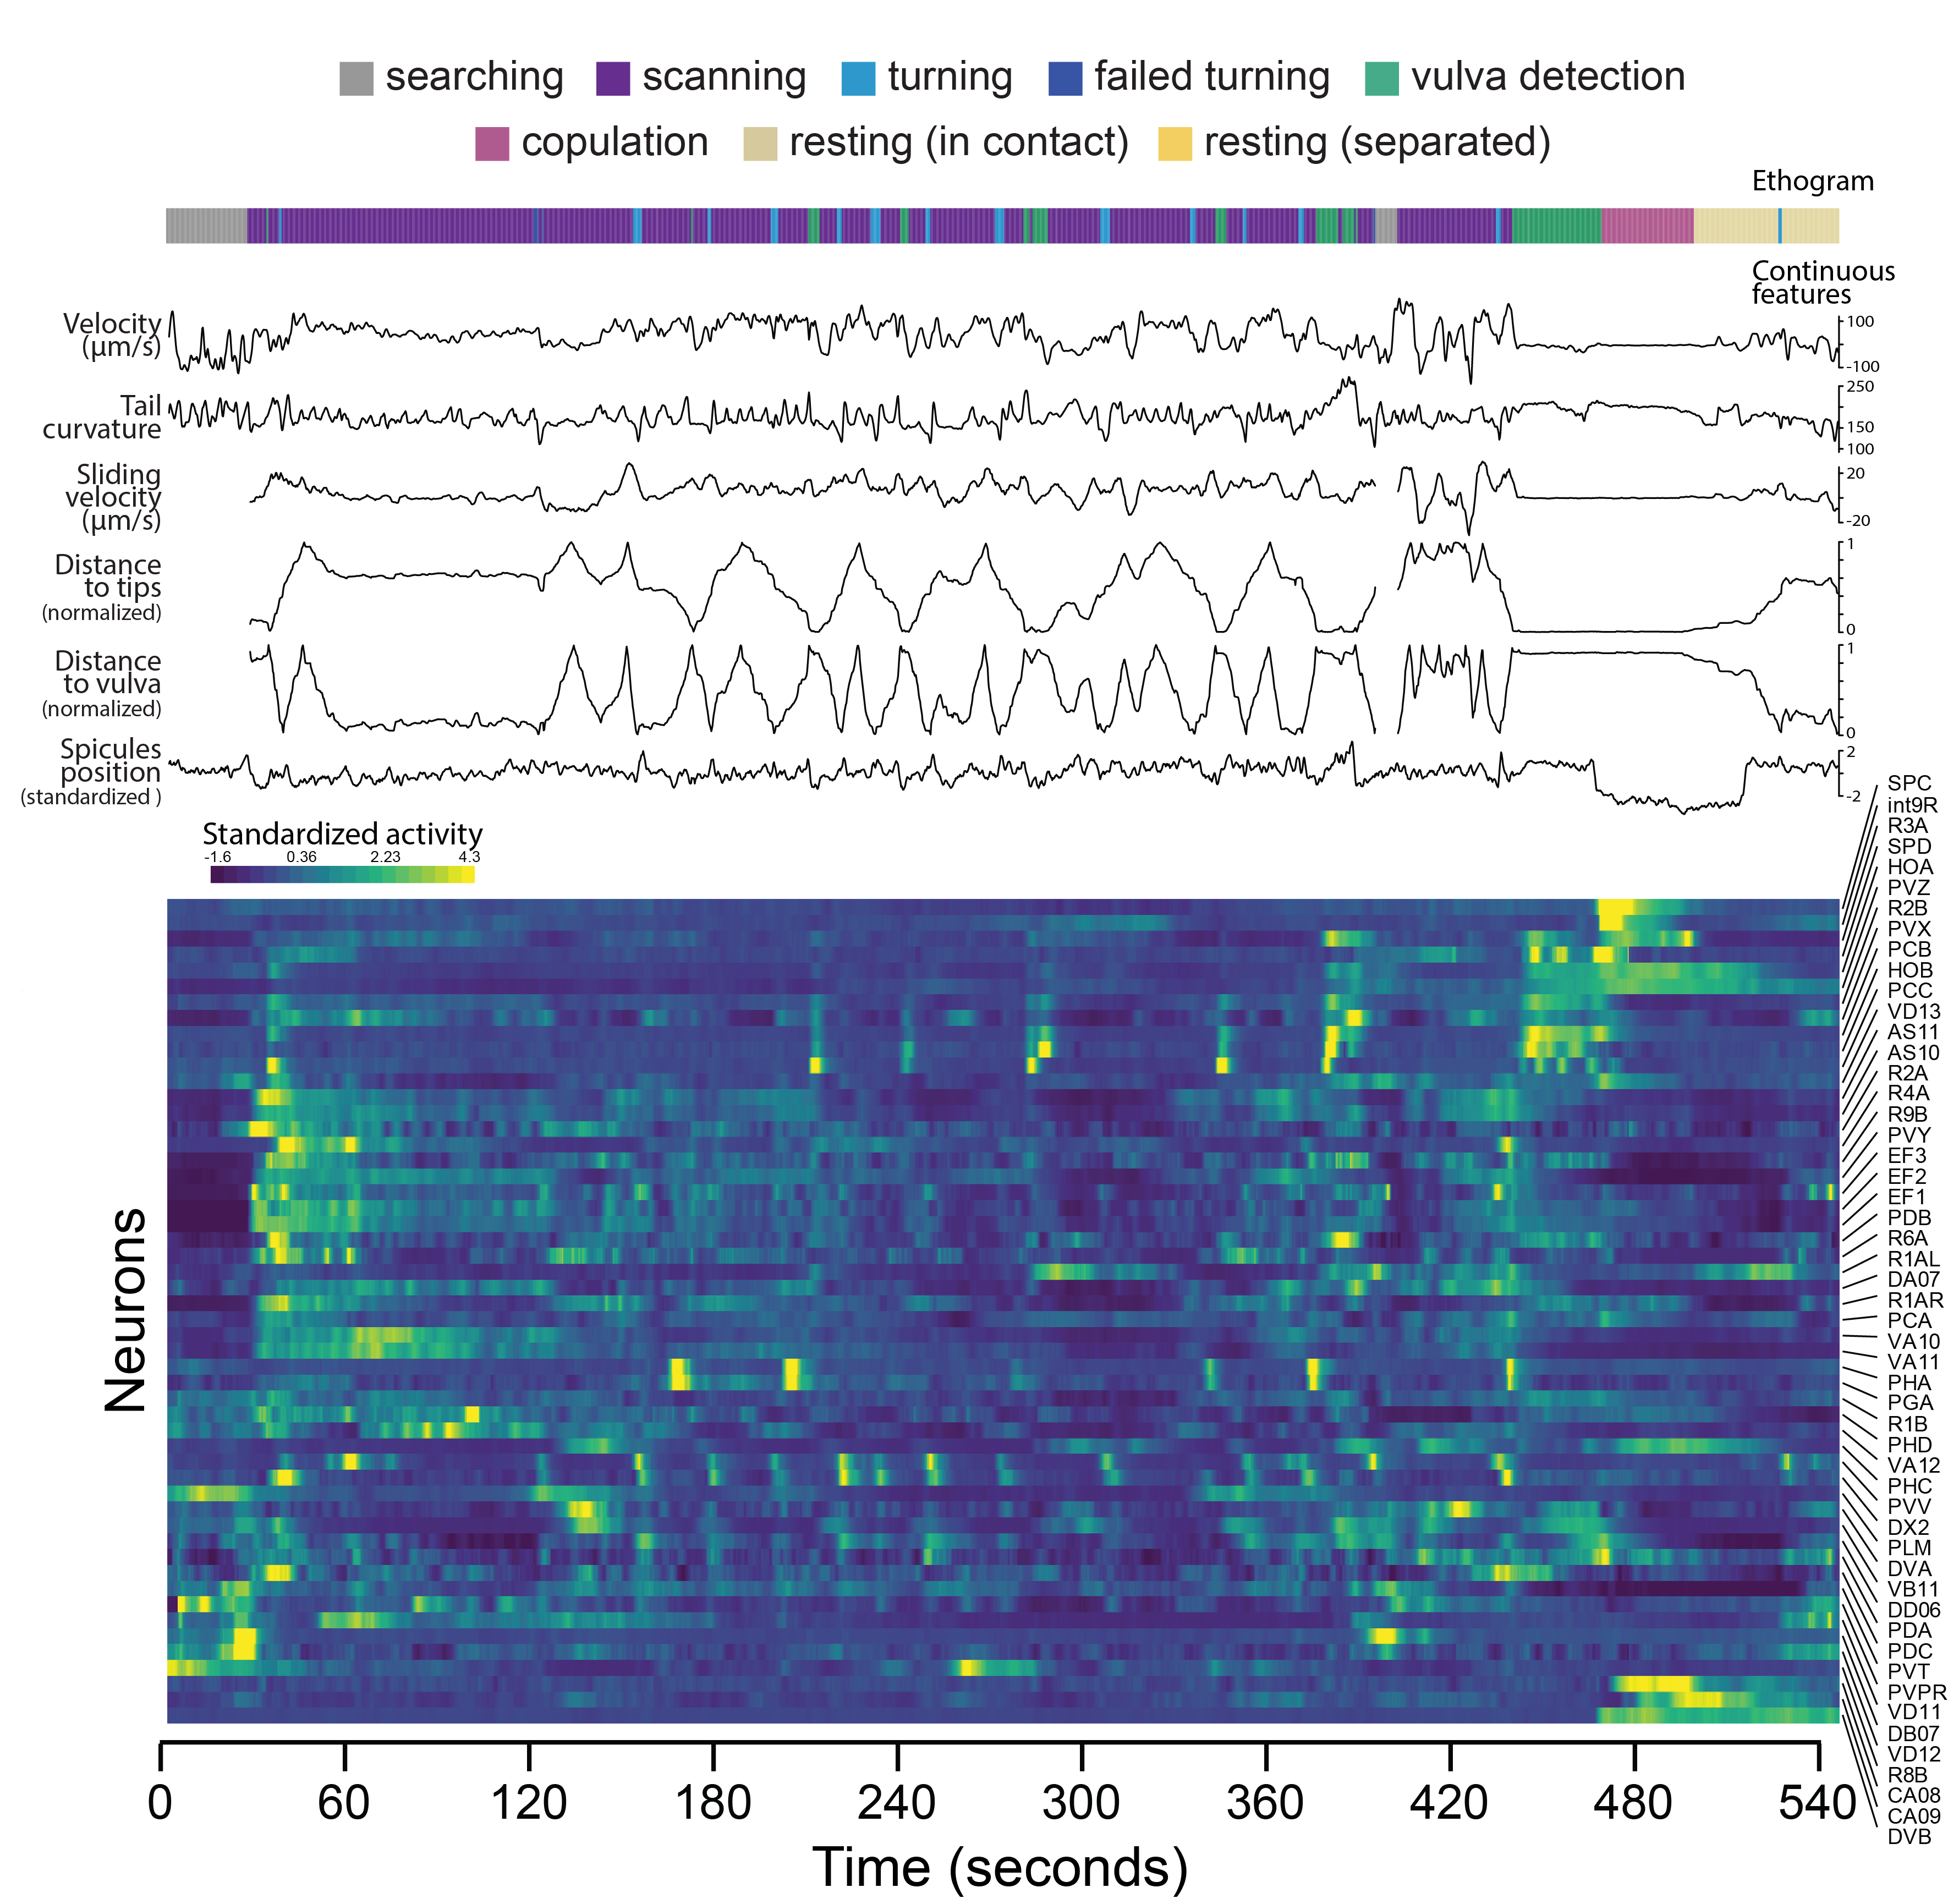 searching scanning turning failed turning vulva detection
copulation resting (in contact) resting (separated)
Ethogram
Continuous
features
Velocity
(µm/s)
100
-100
Tail
curvature
250
150
100
Sliding
velocity
(µm/s)
20
-20
Distance
to tips
(normalized)
1
0
Distance
to vulva
(normalized)
1
0
Spicules
position
(standardized )
2
-2
Standardized activity
-1.6 0.36 2.23 4.3
SPC
int9R
R3A
SPD
HOA
PVZ
R2B
PVX
PCB
HOB
PCC
VD13
AS11
AS10
R2A
R4A
R9B
PVY
EF3
EF2
EF1
PDB
R6A
R1AL
DA07
R1AR
PCA
VA10
VA11
PHA
PGA
R1B
PHD
VA12
PHC
PVV
DX2
PLM
DVA
VB11
DD06
PDA
PDC
PVT
PVPR
VD11
DB07
VD12
R8B
CA08
CA09
DVB
Neurons
0 60 120 180 240 300 360 420 480 540
Time (seconds)